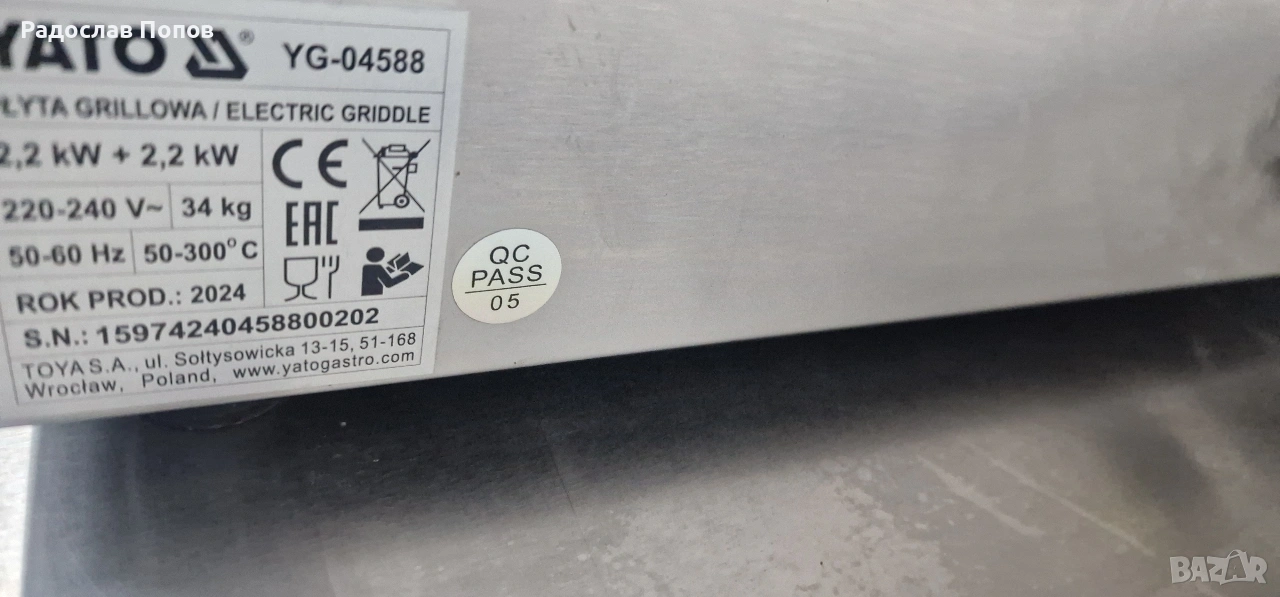 Радослав Попов
YATO ® YG-04588
PŁYTA GRILLOWA / ELECTRIC GRIDDLE
2,2 kW + 2,2 kW
CE
220-240 V~ 34 kg
EAC
50-60 Hz 50-300°C
ROK PROD.: 2024
S.N.: 15974240458800202
TOYA S.A., ul. Sołtysowicka 13-15, 51-168
Wrocław, Poland, www.yatogastro.com
QC
PASS
05
BAZAR